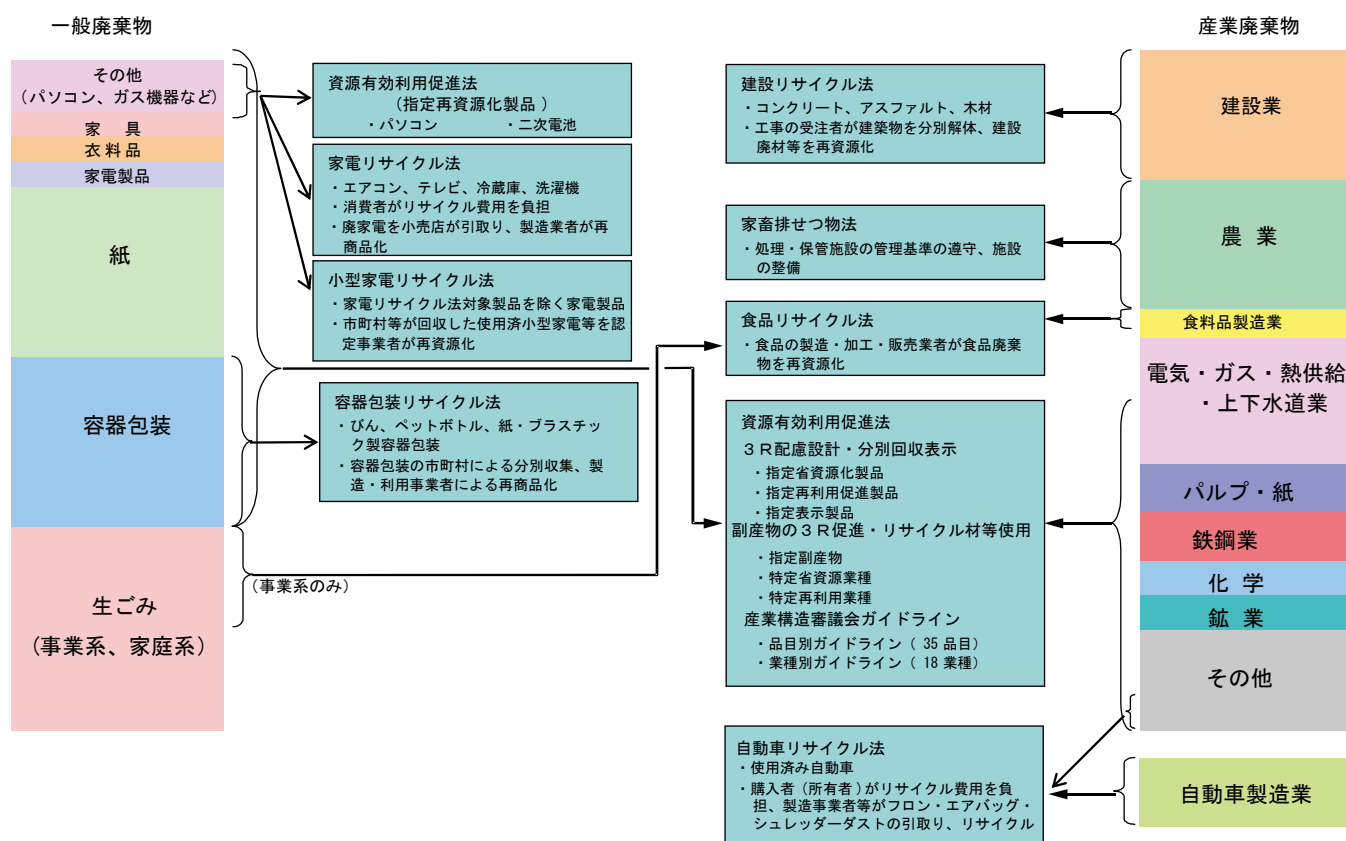 一般廃棄物
その他
(パソコン、ガス機器など)
家 具
衣料品
家電製品
紙
容器包装
生ごみ
(事業系、家庭系)
資源有効利用促進法
(指定再資源化製品)
・パソコン ・二次電池
家電リサイクル法
・エアコン、テレビ、冷蔵庫、洗濯機
・消費者がリサイクル費用を負担
・廃家電を小売店が引取り、製造業者が再
商品化
小型家電リサイクル法
・家電リサイクル法対象製品を除く家電製品
・市町村等が回収した使用済小型家電等を認
定事業者が再資源化
容器包装リサイクル法
・びん、ペットボトル、紙・プラスチッ
ク製容器包装
・容器包装の市町村による分別収集、製
造・利用事業者による再商品化
(事業系のみ)
建設リサイクル法
・コンクリート、アスファルト、木材
・工事の受注者が建築物を分別解体、建設
廃材等を再資源化
家畜排せつ物法
・処理・保管施設の管理基準の遵守、施設
の整備
食品リサイクル法
・食品の製造・加工・販売業者が食品廃棄
物を再資源化
資源有効利用促進法
3R配慮設計・分別回収表示
・指定省資源化製品
・指定再利用促進製品
・指定表示製品
副産物の3R促進・リサイクル材等使用
・指定副産物
・特定省資源業種
・特定再利用業種
産業構造審議会ガイドライン
・品目別ガイドライン( 35 品目)
・業種別ガイドライン( 18 業種)
自動車リサイクル法
・使用済み自動車
・購入者(所有者)がリサイクル費用を負
担、製造事業者等がフロン・エアバッグ・
シュレッダーダストの引取り、リサイクル
産業廃棄物
建設業
農 業
食料品製造業
電気・ガス・熱供給
・上下水道業
パルプ・紙
鉄鋼業
化 学
鉱 業
その他
自動車製造業